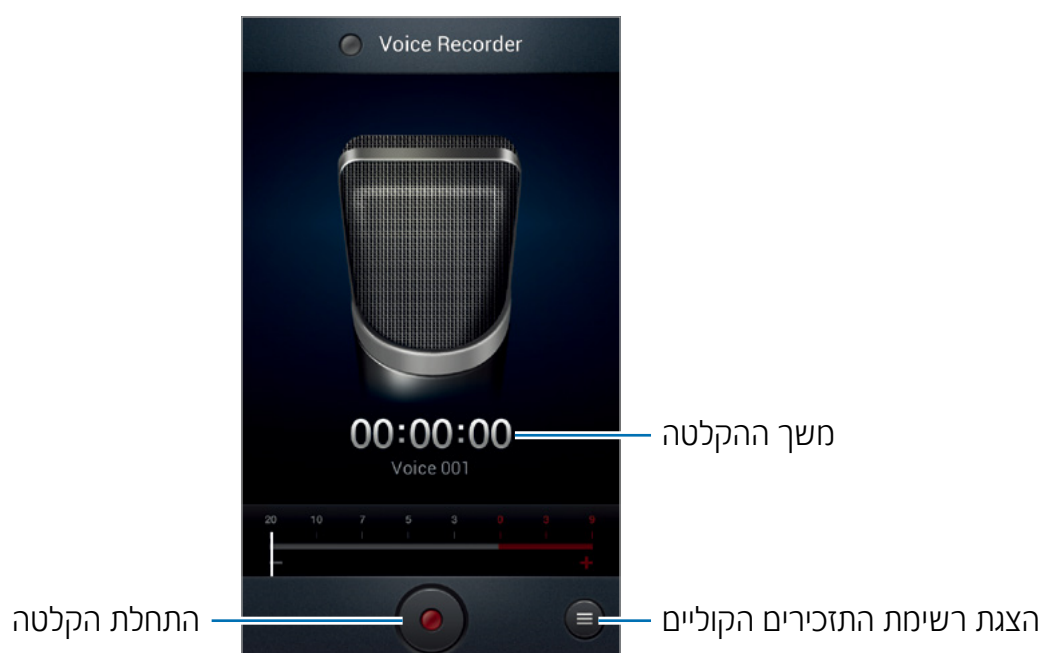 Voice Recorder
00:00:00
משך ההקלטה
Voice 001
20 10 7 5 3 0 3 9
− +
התחלת הקלטה
הצגת רשימת התזכירים הקוליים